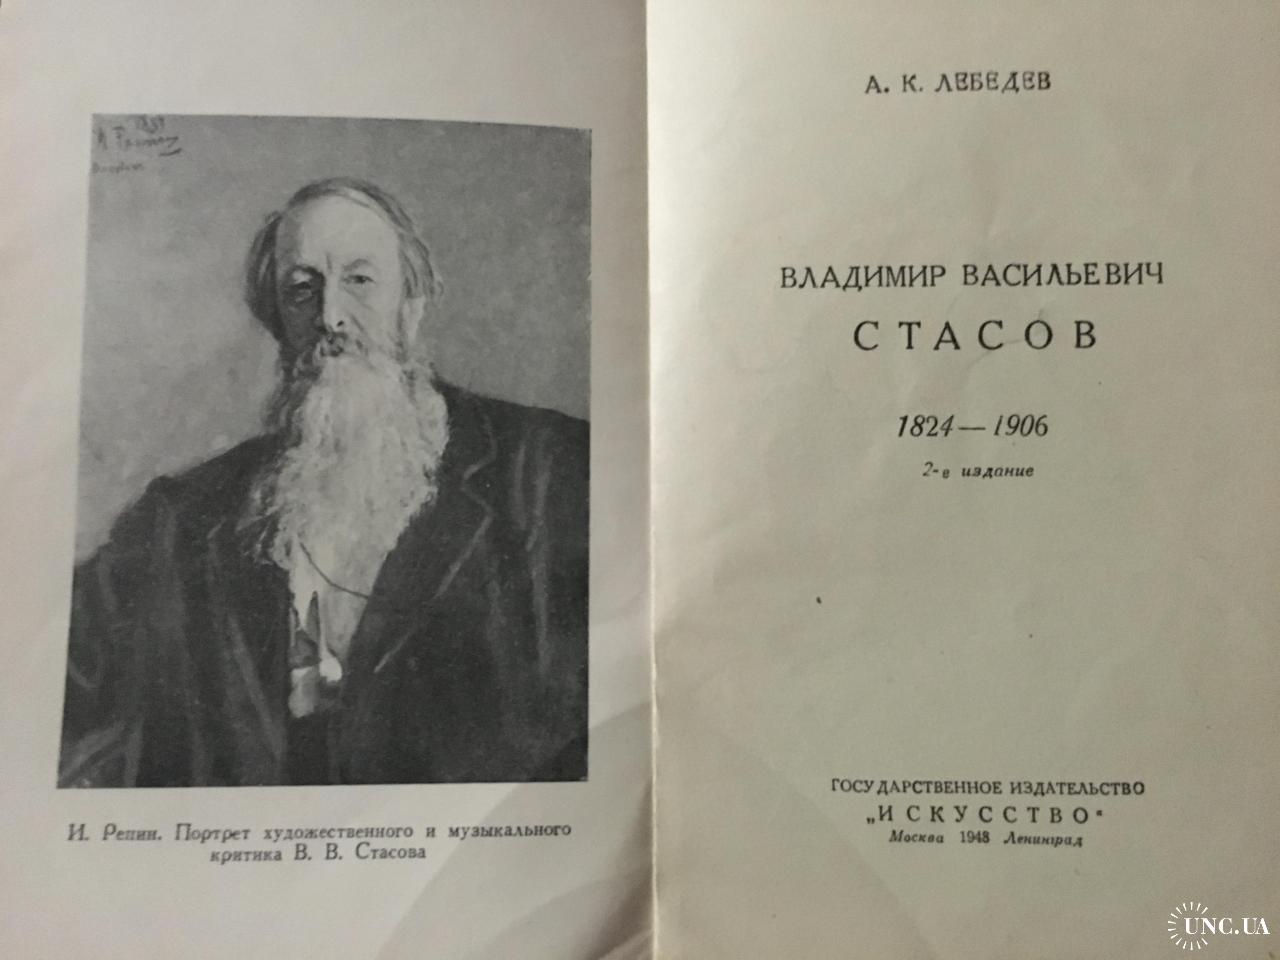 1889
И. Репин. Портрет художественного и музыкального
критика В. В. Стасова
А. К. ЛЕБЕДЕВ
ВЛАДИМИР ВАСИЛЬЕВИЧ
СТАСОВ
1824—1906
2-е издание
ГОСУДАРСТВЕННОЕ ИЗДАТЕЛЬСТВО
„ИСКУССТВО"
Москва 1948 Ленинград
UNC.UA